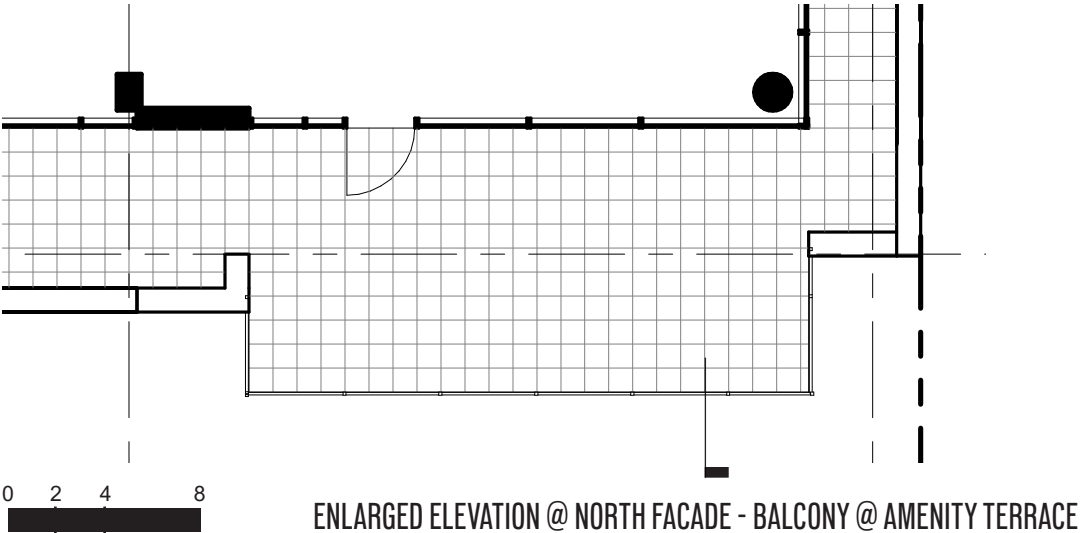 0 2 4 8
ENLARGED ELEVATION @ NORTH FACADE - BALCONY @ AMENITY TERRACE